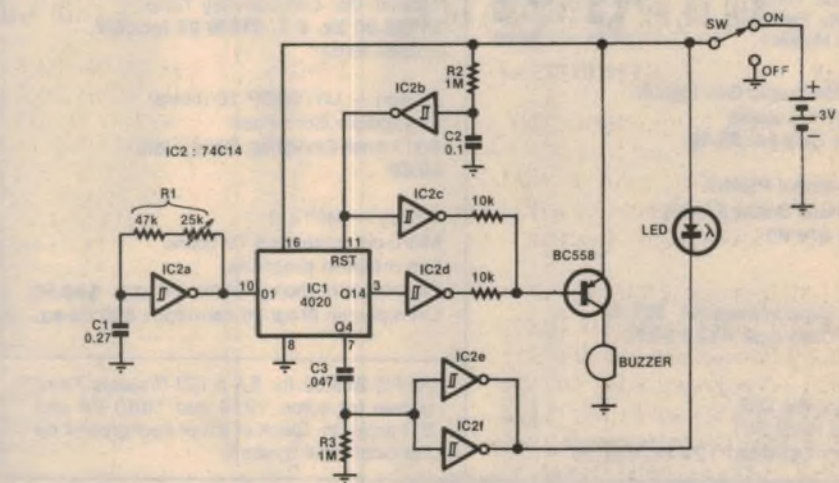 SW
ON
OFF
+
3V
−
R2
1M
IC2b
C2
0.1
IC2 : 74C14
R1
47k
25k
IC2a
C1
0.27
IC2c
10k
16
11
RST
10
01
IC1
4020
Q14
3
IC2d
10k
Q4
8
7
BC558
LED
λ
BUZZER
C3
.047
R3
1M
IC2e
IC2f